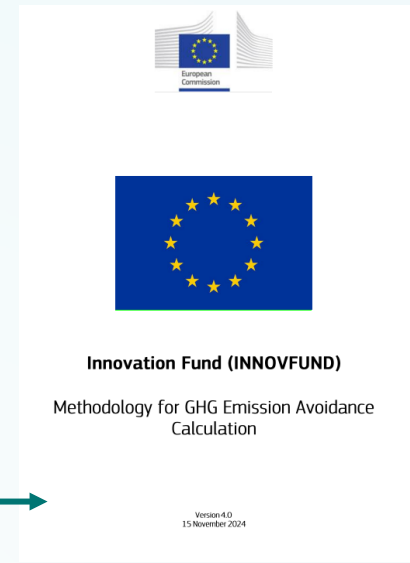 European
Commission
Innovation Fund (INNOVFUND)
Methodology for GHG Emission Avoidance
Calculation
Version 4.0
15 November 2024